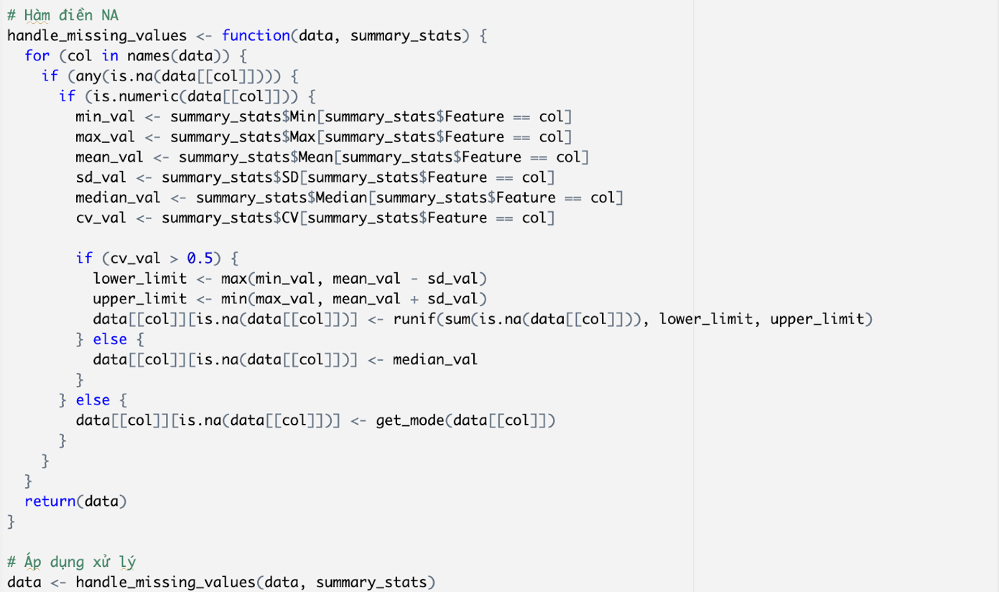 # Hàm điền NA
handle_missing_values <- function(data, summary_stats) {
  for (col in names(data)) {
    if (any(is.na(data[[col]]))) {
      if (is.numeric(data[[col]])) {
        min_val <- summary_stats$Min[summary_stats$Feature == col]
        max_val <- summary_stats$Max[summary_stats$Feature == col]
        mean_val <- summary_stats$Mean[summary_stats$Feature == col]
        sd_val <- summary_stats$SD[summary_stats$Feature == col]
        median_val <- summary_stats$Median[summary_stats$Feature == col]
        cv_val <- summary_stats$CV[summary_stats$Feature == col]

        if (cv_val > 0.5) {
          lower_limit <- max(min_val, mean_val - sd_val)
          upper_limit <- min(max_val, mean_val + sd_val)
          data[[col]][is.na(data[[col]])] <- runif(sum(is.na(data[[col]])), lower_limit, upper_limit)
        } else {
          data[[col]][is.na(data[[col]])] <- median_val
        }
      } else {
        data[[col]][is.na(data[[col]])] <- get_mode(data[[col]])
      }
    }
  }
  return(data)
}

# Áp dụng xử lý
data <- handle_missing_values(data, summary_stats)